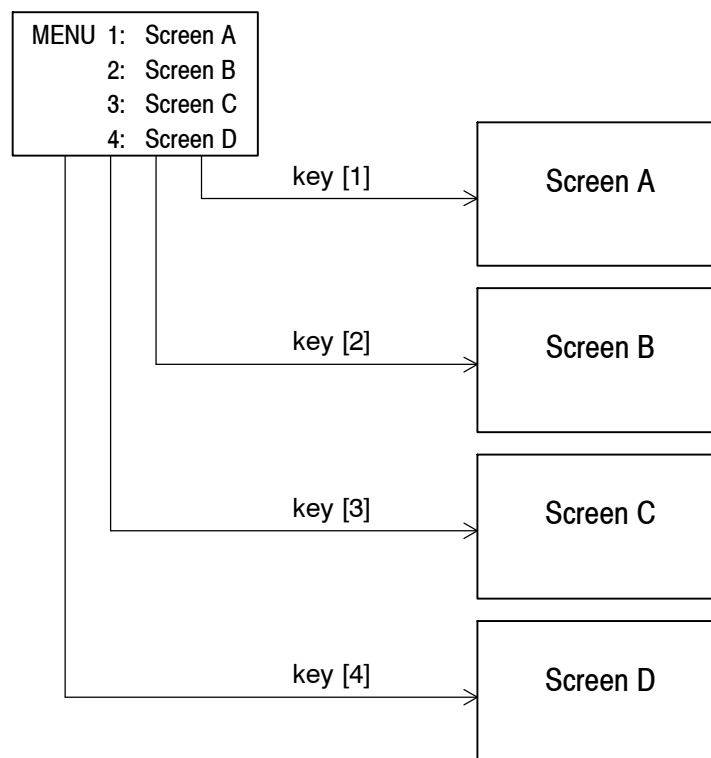 MENU 1: Screen A
2: Screen B
3: Screen C
4: Screen D
key [1]
Screen A
key [2]
Screen B
key [3]
Screen C
key [4]
Screen D